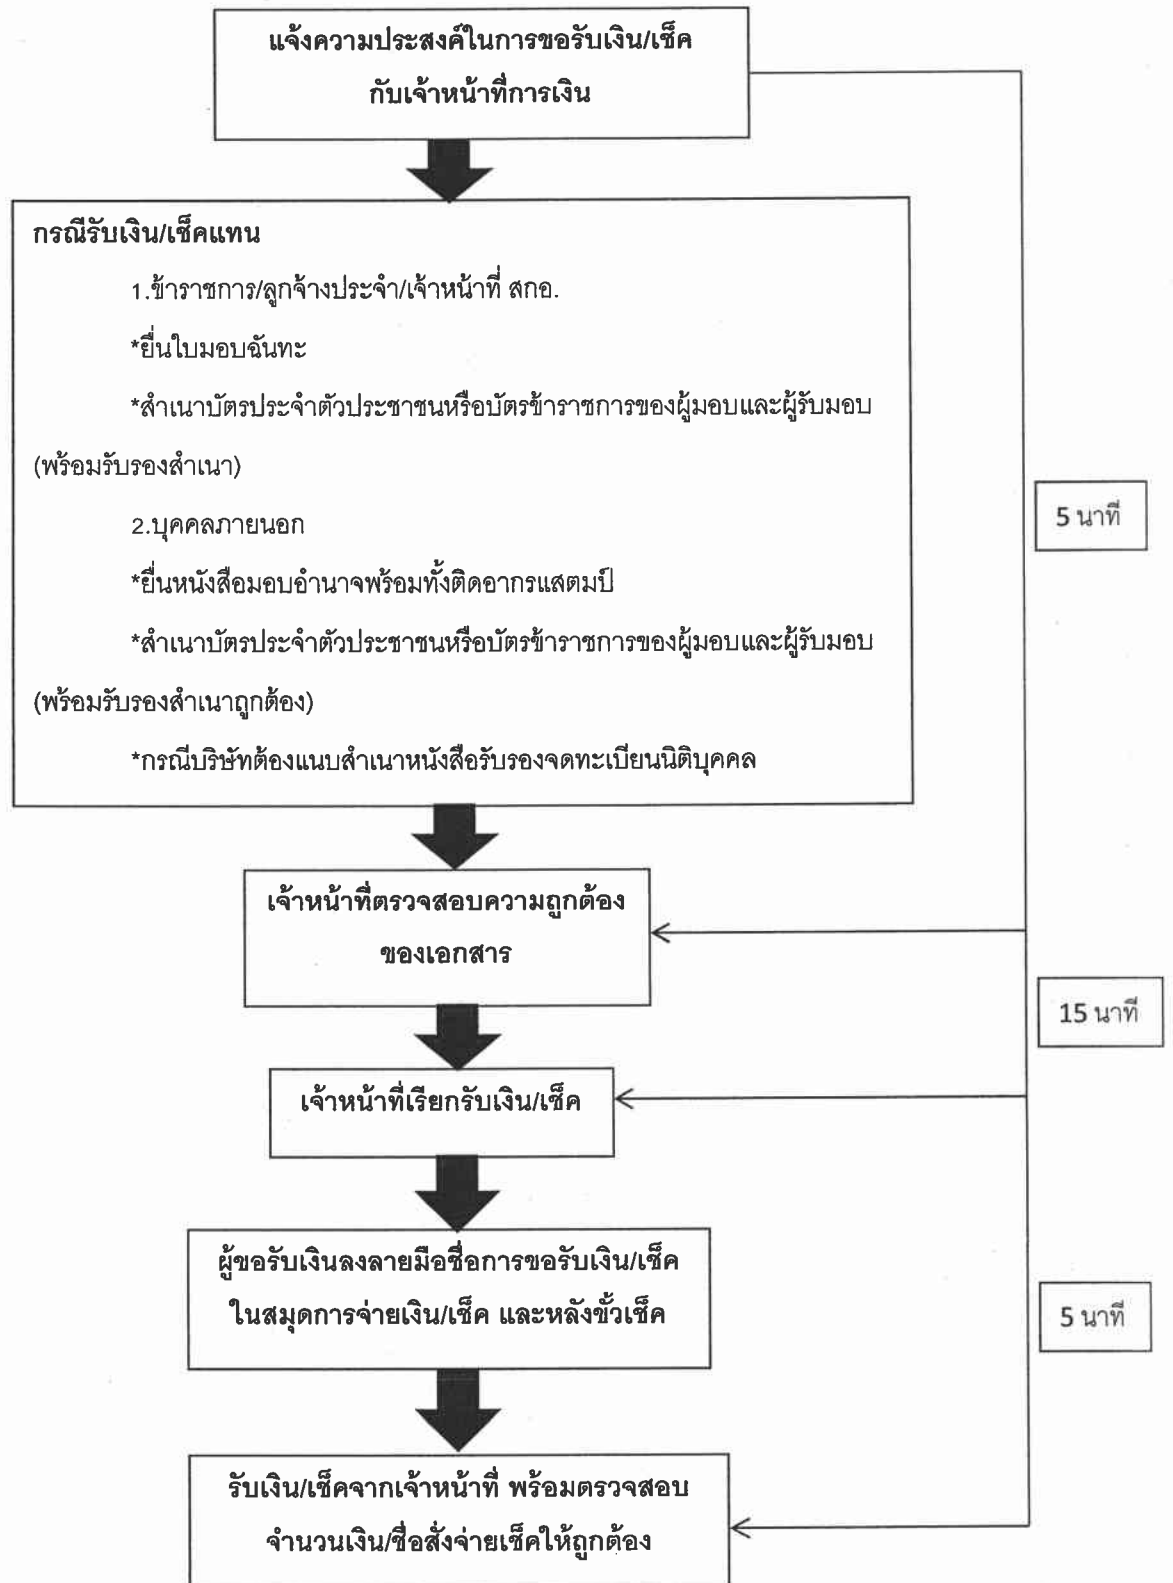 แจ้งความประสงค์ในการขอรับเงิน/เช็ค
กับเจ้าหน้าที่การเงิน
กรณีรับเงิน/เช็คแทน
1.ข้าราชการ/ลูกจ้างประจำ/เจ้าหน้าที่ สกอ.
*ยื่นใบมอบฉันทะ
*สำเนาบัตรประจำตัวประชาชนหรือบัตรข้าราชการของผู้มอบและผู้รับมอบ
(พร้อมรับรองสำเนา)
2.บุคคลภายนอก
*ยื่นหนังสือมอบอำนาจพร้อมทั้งติดอากรแสตมป์
*สำเนาบัตรประจำตัวประชาชนหรือบัตรข้าราชการของผู้มอบและผู้รับมอบ
(พร้อมรับรองสำเนาถูกต้อง)
*กรณีบริษัทต้องแนบสำเนาหนังสือรับรองจดทะเบียนนิติบุคคล
5 นาที
เจ้าหน้าที่ตรวจสอบความถูกต้อง
ของเอกสาร
15 นาที
เจ้าหน้าที่เรียกรับเงิน/เช็ค
ผู้ขอรับเงินลงลายมือชื่อการขอรับเงิน/เช็ค
ในสมุดการจ่ายเงิน/เช็ค และหลังขั้วเช็ค
5 นาที
รับเงิน/เช็คจากเจ้าหน้าที่ พร้อมตรวจสอบ
จำนวนเงิน/ชื่อสั่งจ่ายเช็คให้ถูกต้อง